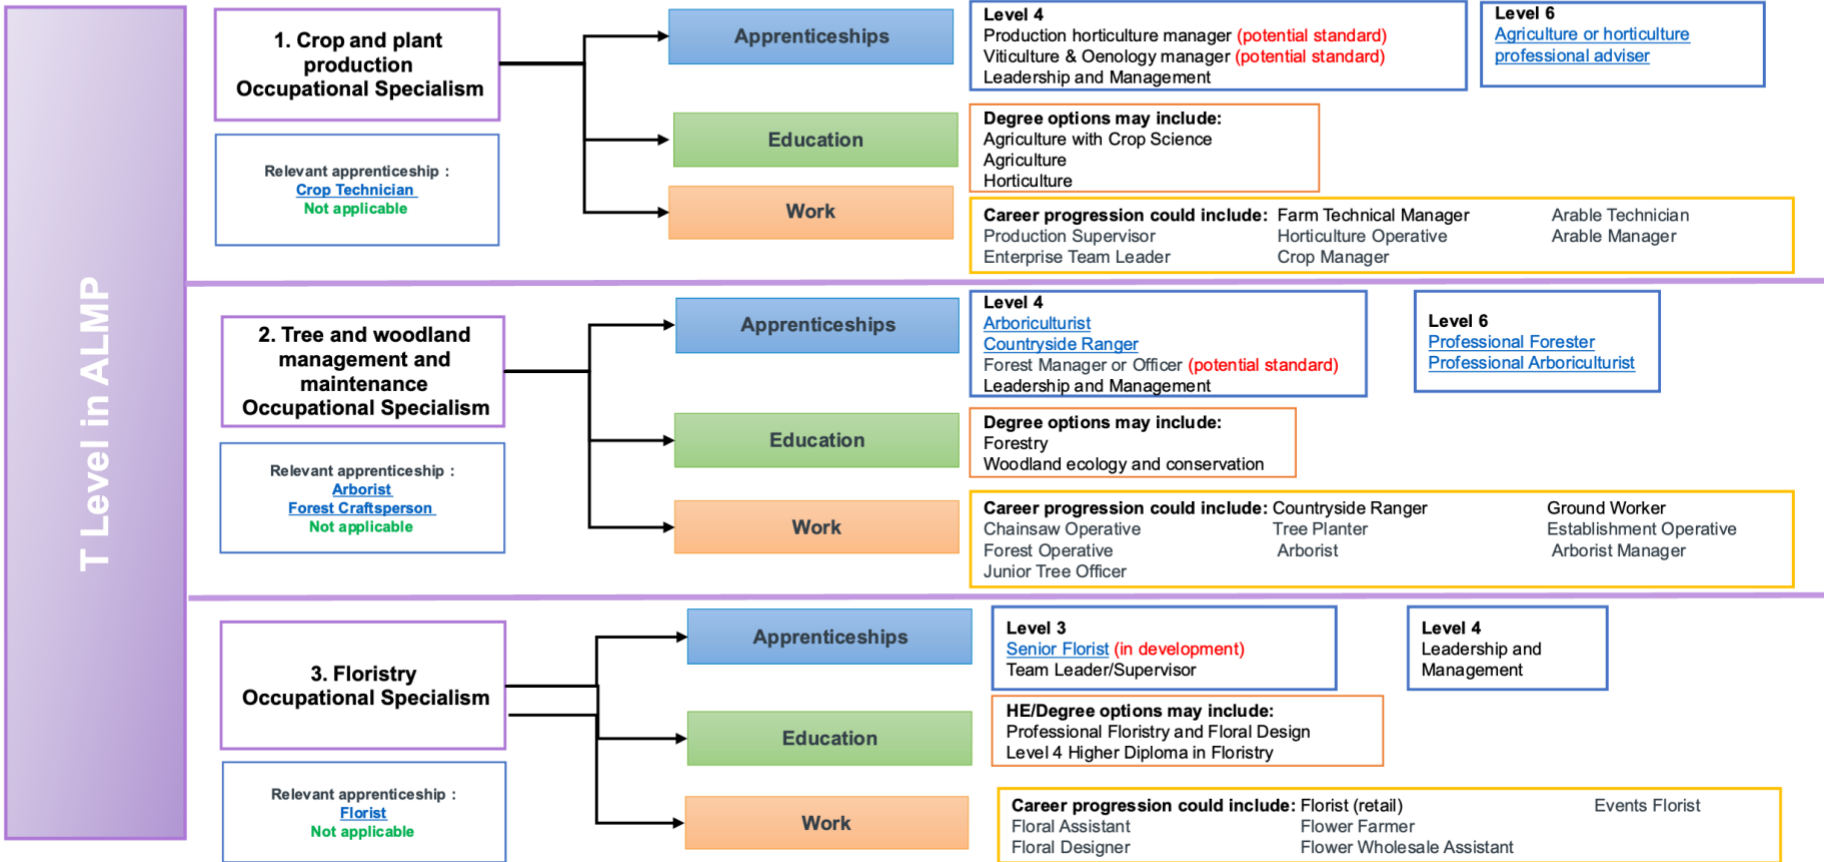 T Level in ALMP
1. Crop and plant
production
Occupational Specialism
Relevant apprenticeship :
Crop Technician
Not applicable
Apprenticeships
Level 4
Production horticulture manager (potential standard)
Viticulture & Oenology manager (potential standard)
Leadership and Management
Level 6
Agriculture or horticulture
professional adviser
Education
Degree options may include:
Agriculture with Crop Science
Agriculture
Horticulture
Work
Career progression could include: Farm Technical Manager Arable Technician
Production Supervisor Horticulture Operative Arable Manager
Enterprise Team Leader Crop Manager
2. Tree and woodland
management and
maintenance
Occupational Specialism
Relevant apprenticeship :
Arborist
Forest Craftsperson
Not applicable
Apprenticeships
Level 4
Arboriculturist
Countryside Ranger
Forest Manager or Officer (potential standard)
Leadership and Management
Level 6
Professional Forester
Professional Arboriculturist
Education
Degree options may include:
Forestry
Woodland ecology and conservation
Work
Career progression could include: Countryside Ranger Ground Worker
Chainsaw Operative Tree Planter Establishment Operative
Forest Operative Arborist Arborist Manager
Junior Tree Officer
3. Floristry
Occupational Specialism
Relevant apprenticeship :
Florist
Not applicable
Apprenticeships
Level 3
Senior Florist (in development)
Team Leader/Supervisor
Level 4
Leadership and
Management
Education
HE/Degree options may include:
Professional Floristry and Floral Design
Level 4 Higher Diploma in Floristry
Work
Career progression could include: Florist (retail) Events Florist
Floral Assistant Flower Farmer
Floral Designer Flower Wholesale Assistant